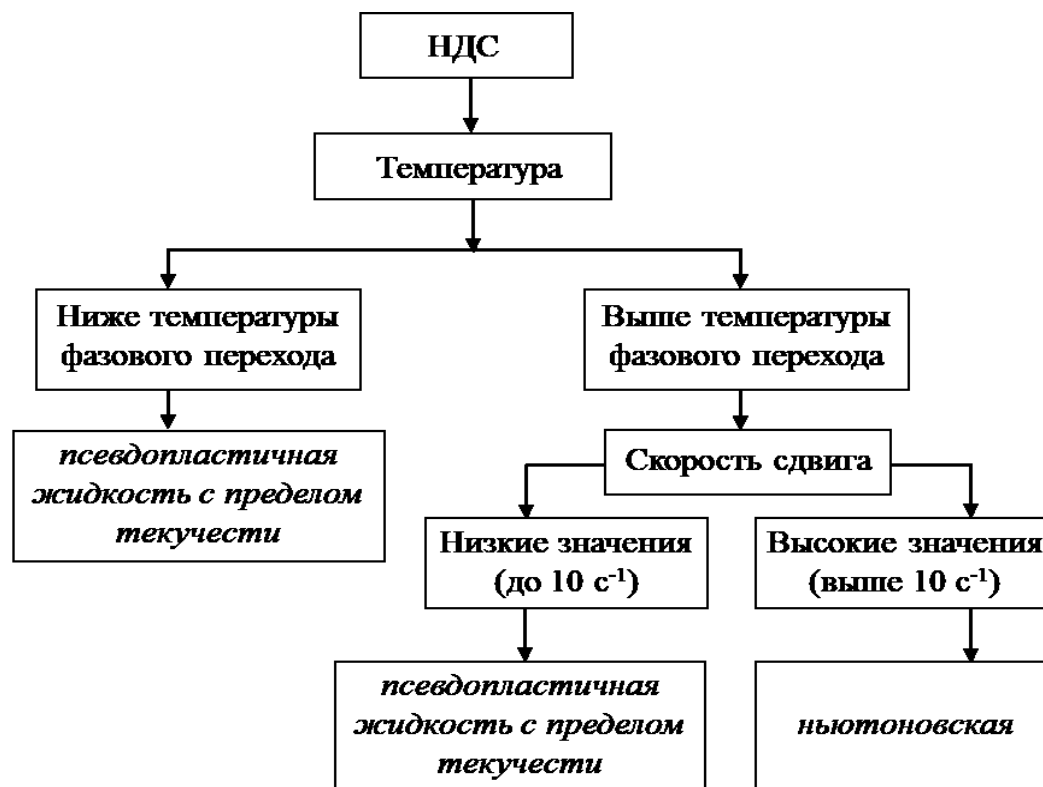 НДС
Температура
Ниже температуры
фазового перехода
Выше температуры
фазового перехода
псевдопластичная
жидкость с пределом
текучести
Скорость сдвига
Низкие значения
(до 10 с⁻¹)
Высокие значения
(выше 10 с⁻¹)
псевдопластичная
жидкость с пределом
текучести
ньютоновская